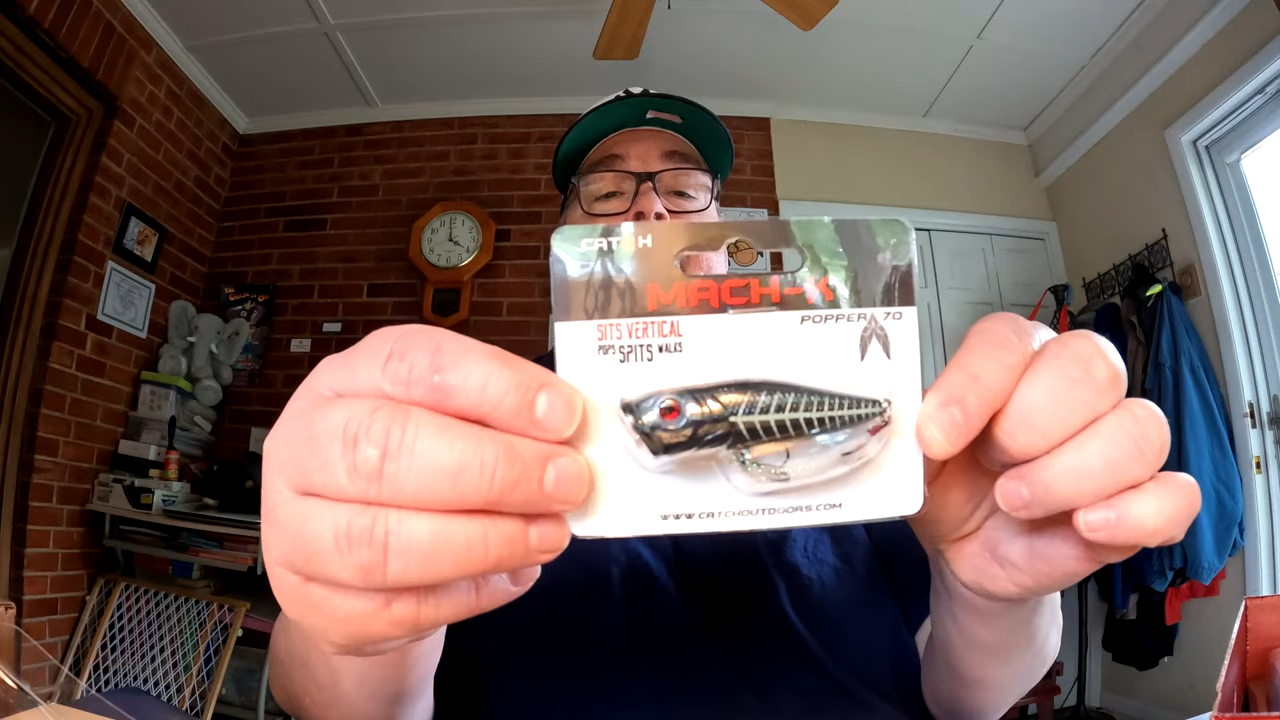 CATCH
MACH-X
SITS VERTICAL
POPS SPITS WALKS
POPPER 70
WWW.CATCHOUTDOORS.COM